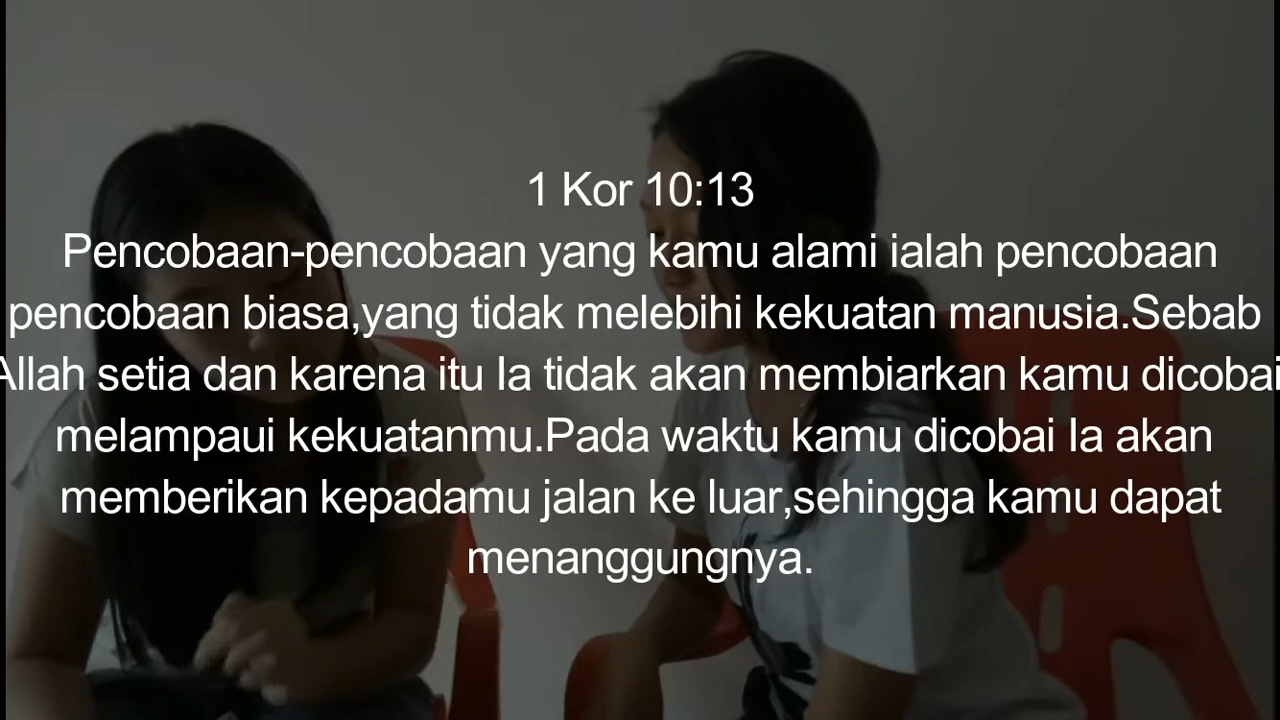 1 Kor 10:13
Pencobaan-pencobaan yang kamu alami ialah pencobaan
pencobaan biasa,yang tidak melebihi kekuatan manusia.Sebab
Allah setia dan karena itu Ia tidak akan membiarkan kamu dicobai
melampaui kekuatanmu.Pada waktu kamu dicobai Ia akan
memberikan kepadamu jalan ke luar,sehingga kamu dapat
menanggungnya.